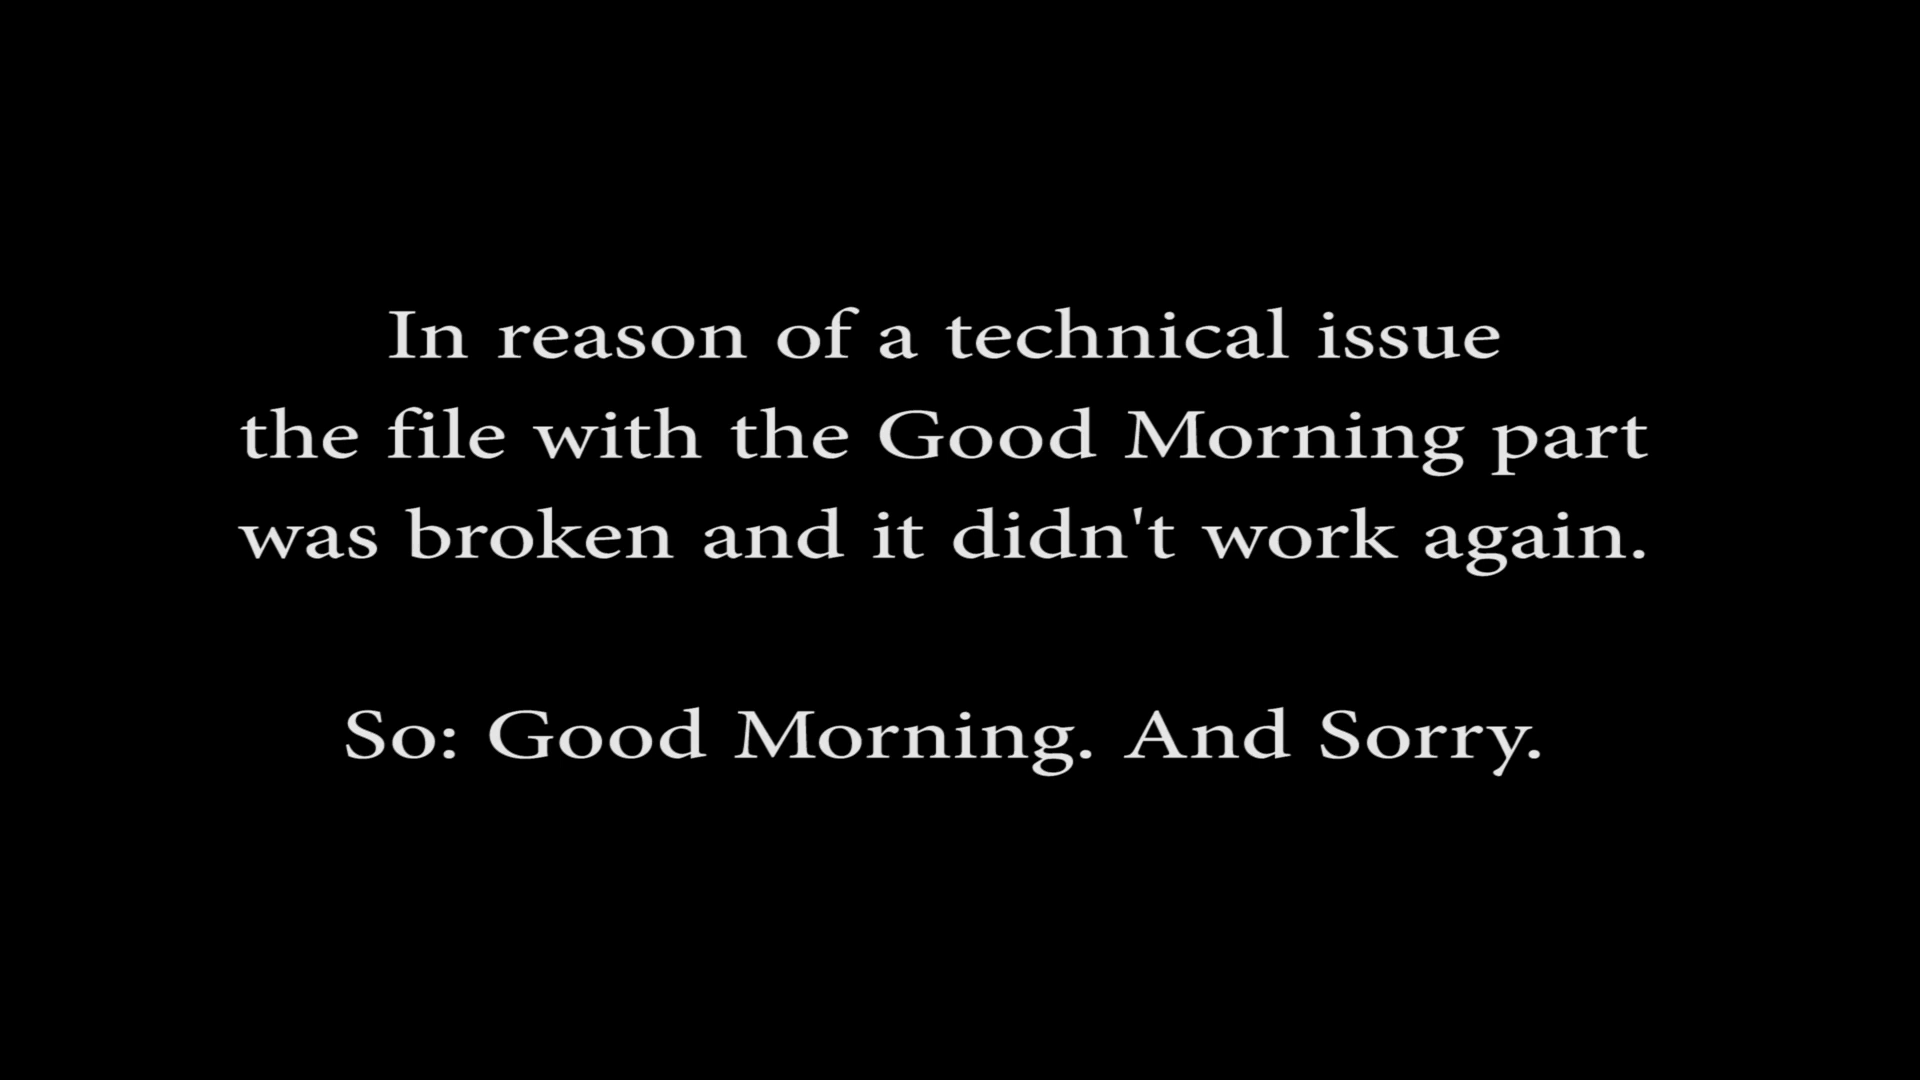 In reason of a technical issue
the file with the Good Morning part
was broken and it didn't work again.
So: Good Morning. And Sorry.